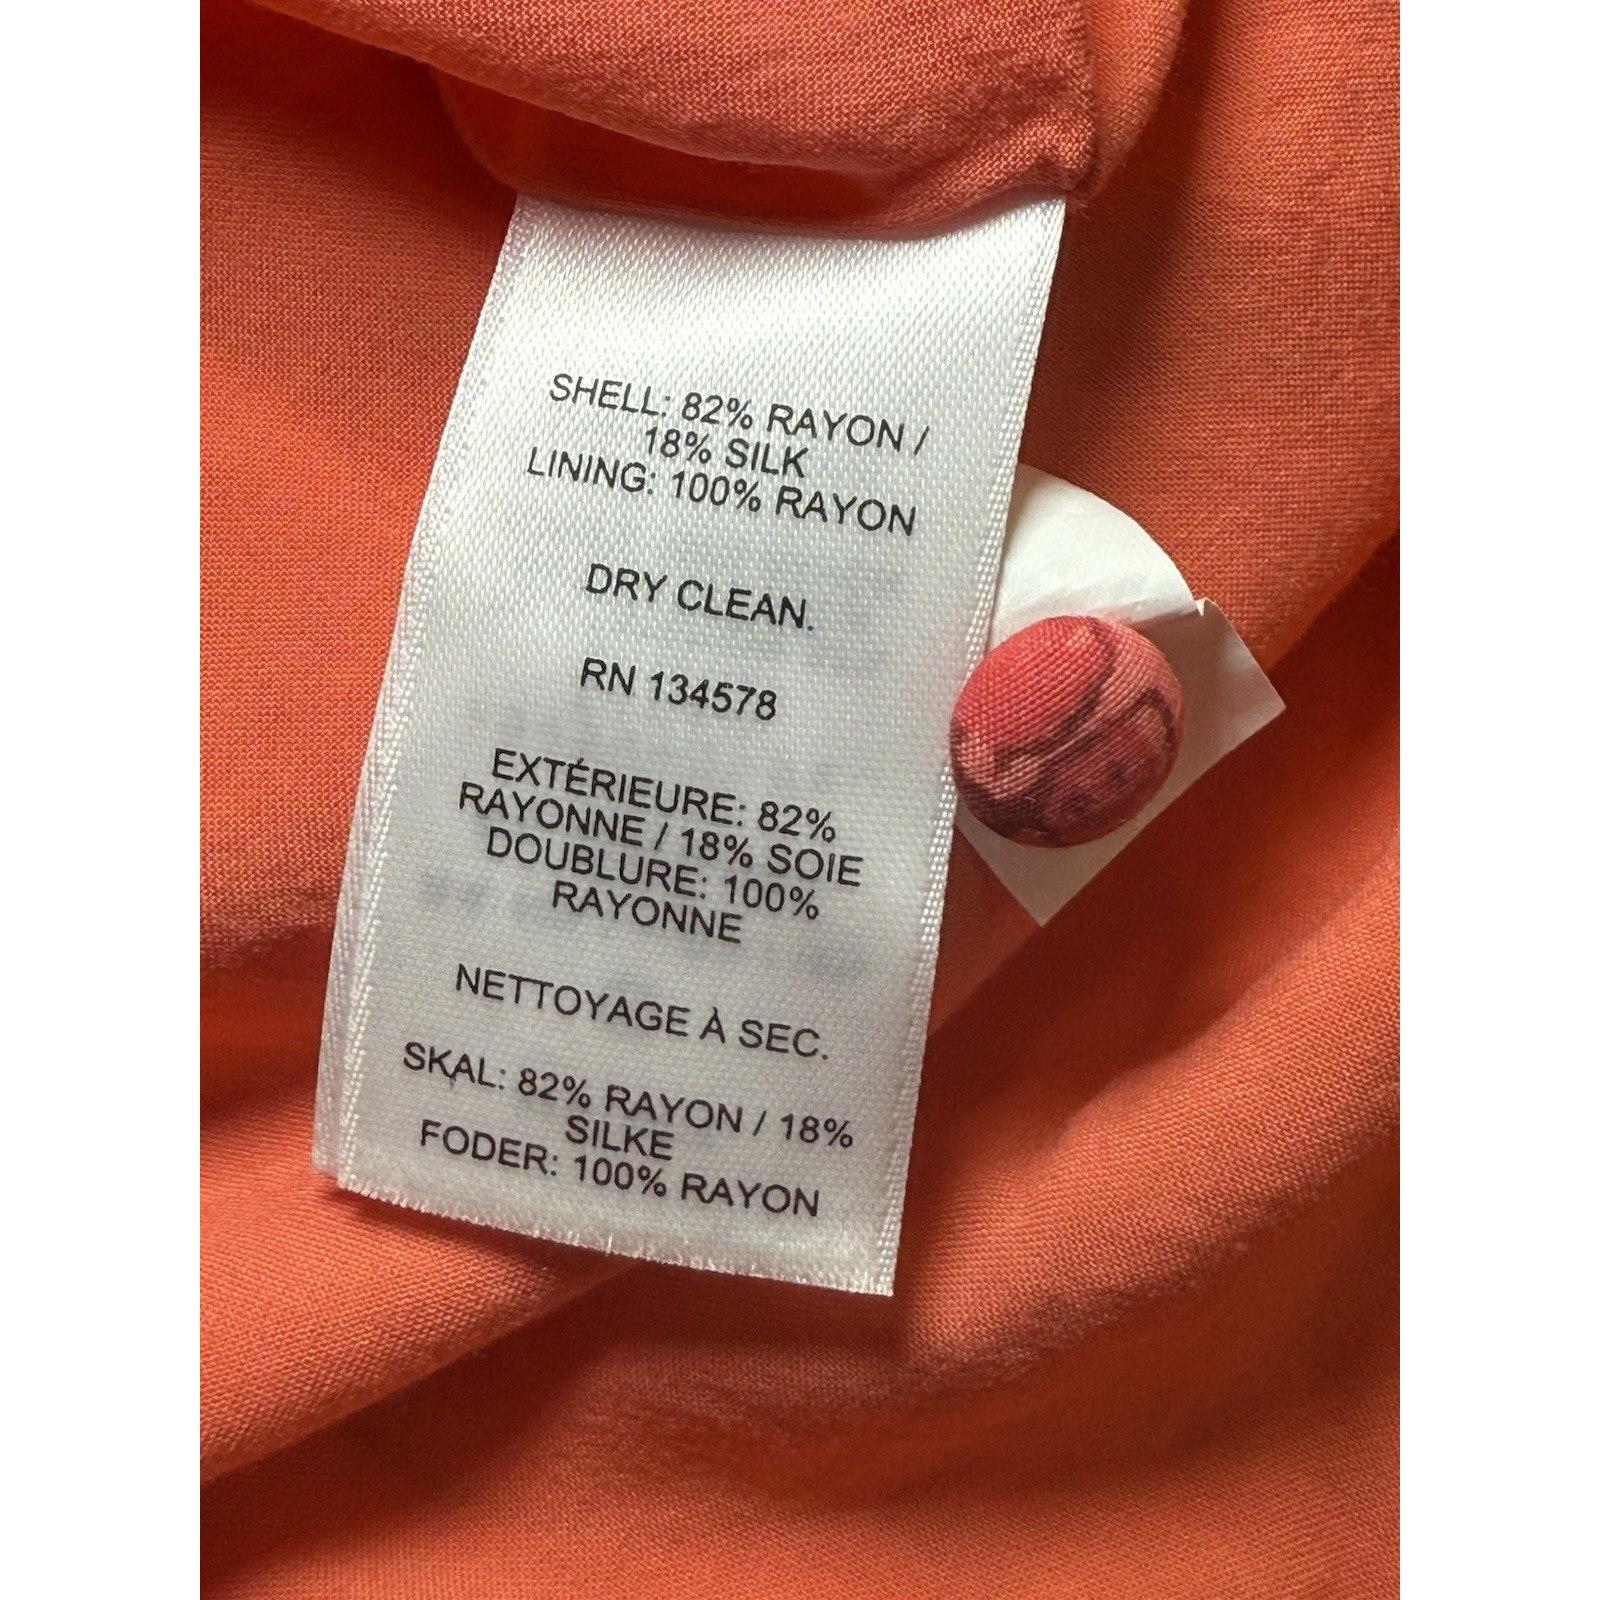 SHELL: 82% RAYON /
18% SILK
LINING: 100% RAYON
DRY CLEAN.
RN 134578
EXTÉRIEURE: 82%
RAYONNE / 18% SOIE
DOUBLURE: 100%
RAYONNE
NETTOYAGE À SEC.
SKAL: 82% RAYON / 18%
SILKE
FODER: 100% RAYON